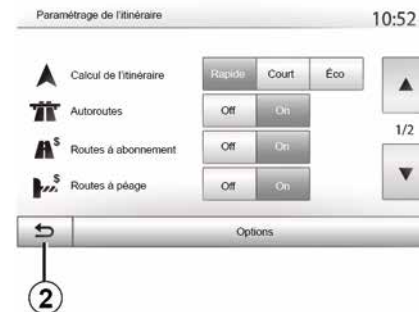 Paramétrage de l'itinéraire 10:52
Calcul de l'itinéraire Rapide Court Éco
Autoroutes Off On
$ Routes à abonnement Off On
1/2
$ Routes à péage Off On
Options
2